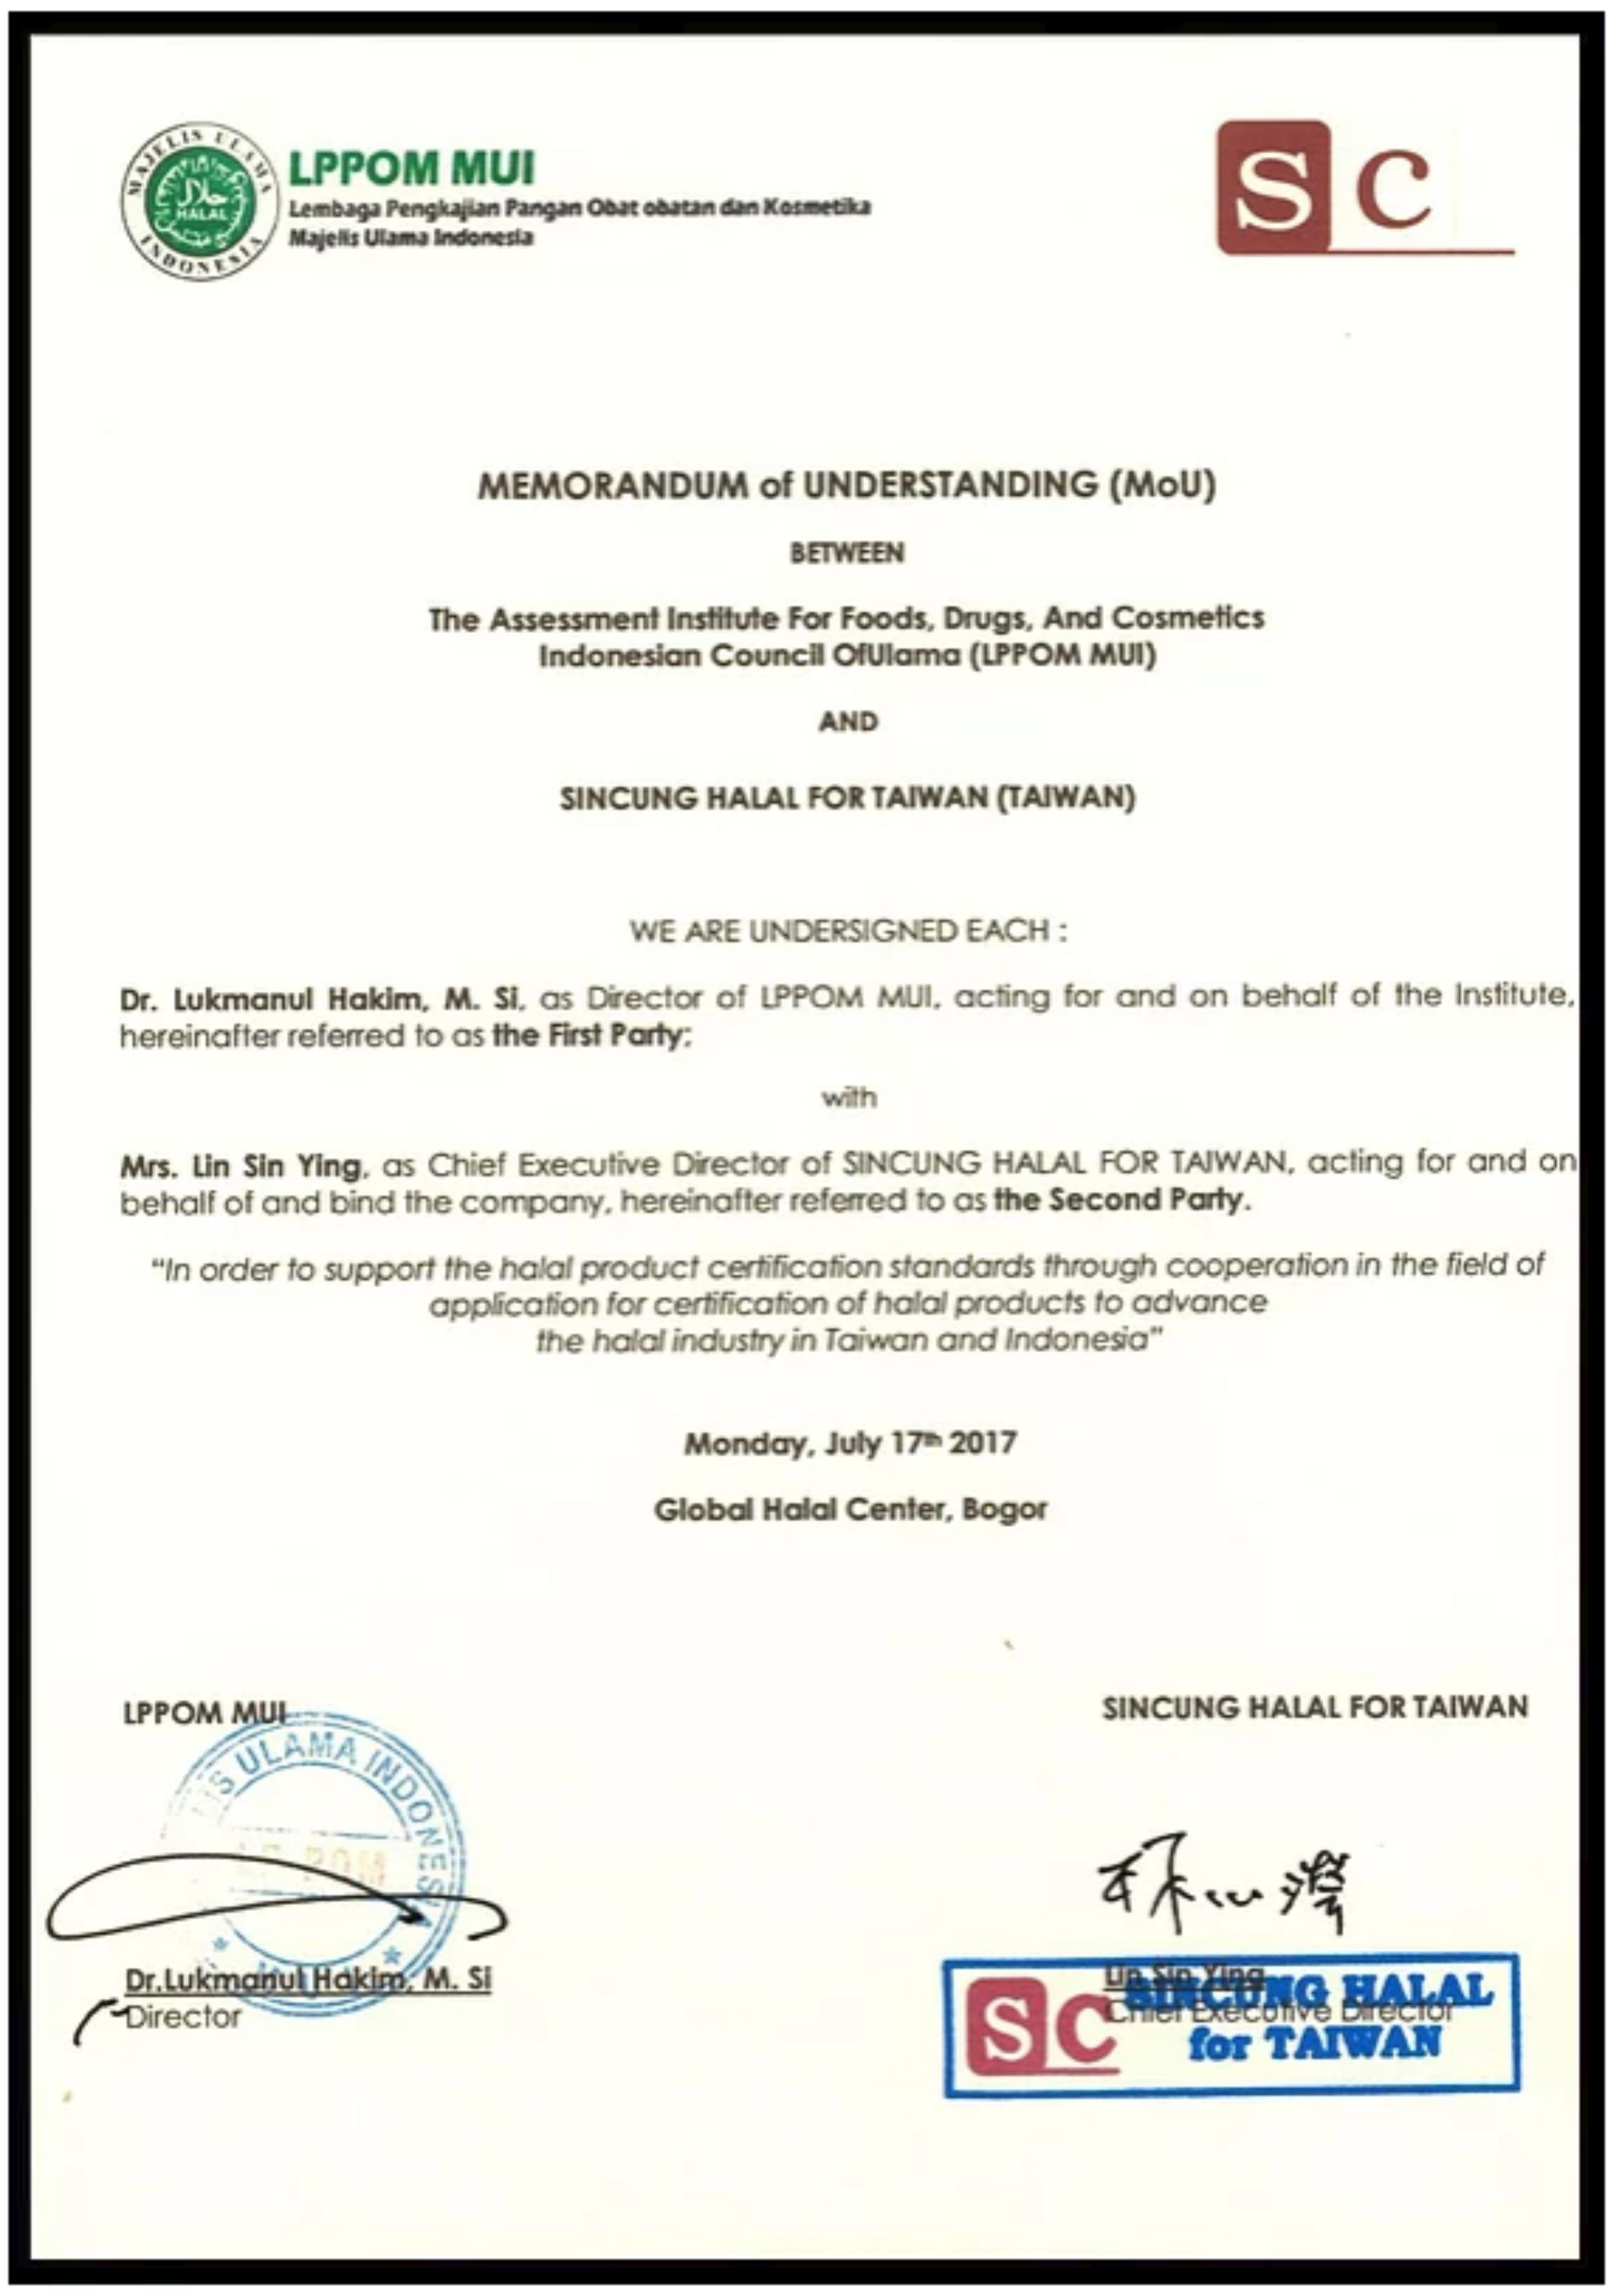 MAJELIS ULAMA
INDONESIA
حلال
HALAL
LPPOM MUI
Lembaga Pengkajian Pangan Obat obatan dan Kosmetika
Majelis Ulama Indonesia
S C
MEMORANDUM of UNDERSTANDING (MoU)
BETWEEN
The Assessment Institute For Foods, Drugs, And Cosmetics
Indonesian Council OfUlama (LPPOM MUI)
AND
SINCUNG HALAL FOR TAIWAN (TAIWAN)
WE ARE UNDERSIGNED EACH :
Dr. Lukmanul Hakim, M. Si, as Director of LPPOM MUI, acting for and on behalf of the Institute,
hereinafter referred to as the First Party;
with
Mrs. Lin Sin Ying, as Chief Executive Director of SINCUNG HALAL FOR TAIWAN, acting for and on
behalf of and bind the company, hereinafter referred to as the Second Party.
"In order to support the halal product certification standards through cooperation in the field of
application for certification of halal products to advance
the halal industry in Taiwan and Indonesia"
Monday, July 17th 2017
Global Halal Center, Bogor
LPPOM MUI
SINCUNG HALAL FOR TAIWAN
ULAMA INDONESIA
林心瀅
Dr.Lukmanul Hakim, M. Si
Director
Lin Sin Ying
Chief Executive Director
SC
SINCUNG HALAL
for TAIWAN